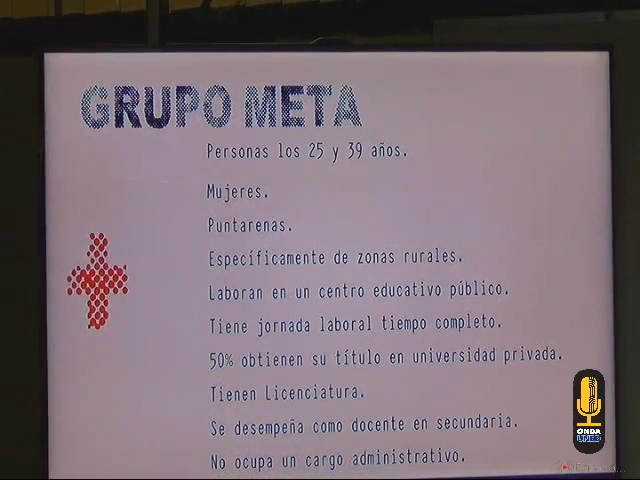 GRUPO META
Personas los 25 y 39 años.
Mujeres.
Puntarenas.
Específicamente de zonas rurales.
Laboran en un centro educativo público.
Tiene jornada laboral tiempo completo.
50% obtienen su título en universidad privada.
Tienen Licenciatura.
Se desempeña como docente en secundaria.
No ocupa un cargo administrativo.
ONDA
UNED